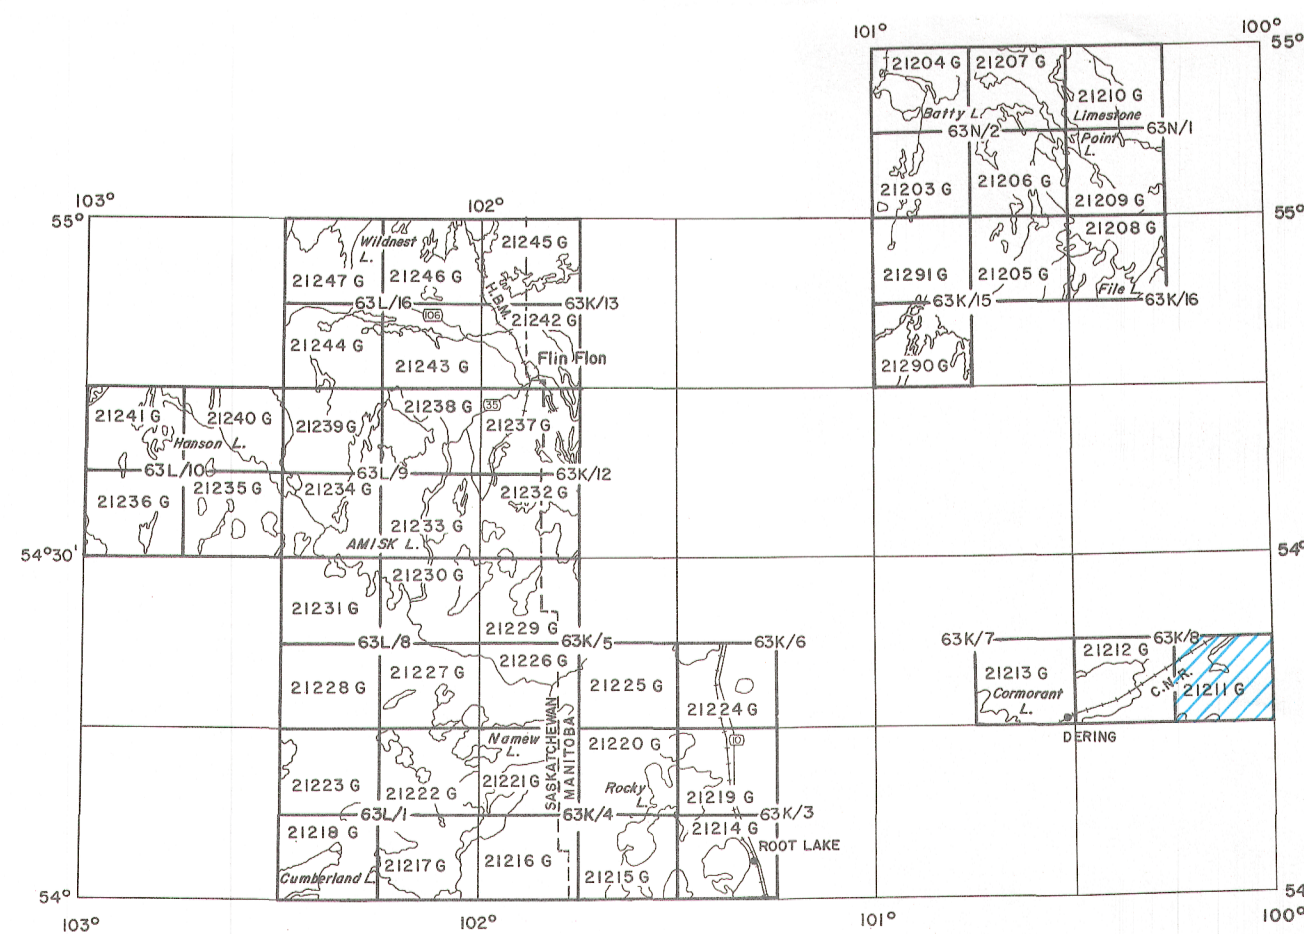 101°
100°
55°
21204 G
21207 G
21210 G
Batty L.
Limestone
Point
L.
63N/2
63N/1
21203 G
21206 G
21209 G
55°
21208 G
21291 G
21205 G
File L.
63K/15
63K/16
21290 G
103°
102°
55°
Wildnest
L.
21245 G
21247 G
21246 G
63L/16
H.B.M.
63K/13
106
21242 G
21244 G
21243 G
Flin Flon
21241 G
21240 G
21239 G
21238 G
35
21237 G
Hanson L.
63L/10
63L/9
63K/12
21236 G
21235 G
21234 G
21232 G
21233 G
AMISK L.
54°30'
54°
21230 G
21231 G
21229 G
63L/8
63K/5
63K/6
63K/7
63K/8
21228 G
21227 G
21226 G
21225 G
21224 G
21213 G
21212 G
21211 G
Cormorant
L.
C.N.R.
DERING
SASKATCHEWAN
MANITOBA
Namew
L.
21220 G
10
21223 G
21222 G
21221 G
Rocky
L.
21219 G
63L/1
63K/4
63K/3
21218 G
21217 G
21216 G
21215 G
21214 G
ROOT LAKE
Cumberland L.
54°
54
103°
102°
101°
100°